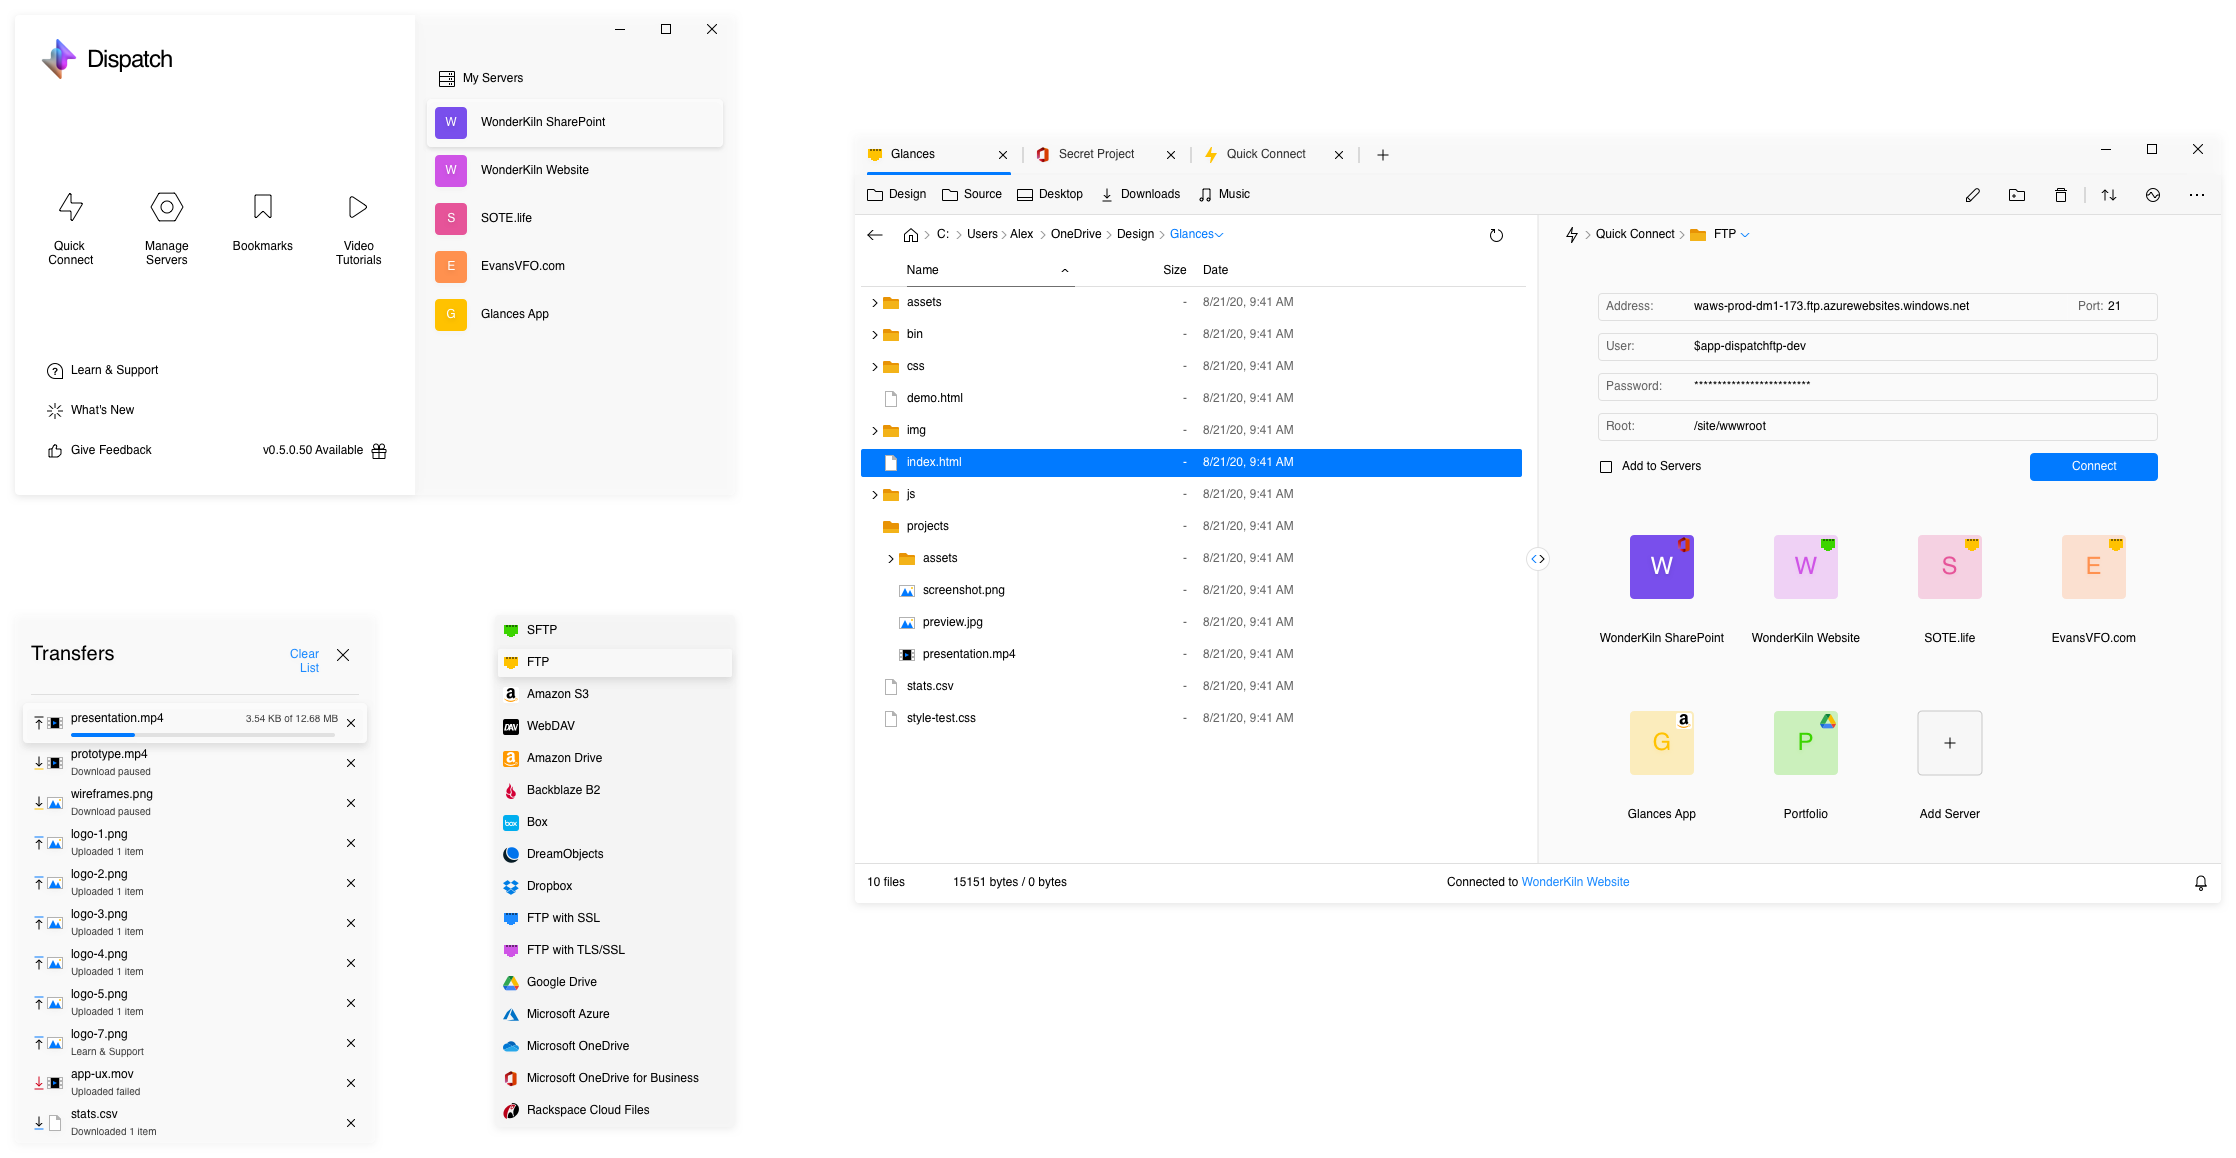 Dispatch
Quick
Connect
Manage
Servers
Bookmarks
Video
Tutorials
Learn & Support
What's New
Give Feedback
v0.5.0.50 Available
My Servers
W WonderKiln SharePoint
W WonderKiln Website
S SOTE.life
E EvansVFO.com
G Glances App
Transfers
Clear
List
presentation.mp4 3.54 KB of 12.68 MB
prototype.mp4
Download paused
wireframes.png
Download paused
logo-1.png
Uploaded 1 item
logo-2.png
Uploaded 1 item
logo-3.png
Uploaded 1 item
logo-4.png
Uploaded 1 item
logo-5.png
Uploaded 1 item
logo-7.png
Learn & Support
app-ux.mov
Uploaded failed
stats.csv
Downloaded 1 item
SFTP
FTP
a Amazon S3
DAV WebDAV
a Amazon Drive
Backblaze B2
box Box
DreamObjects
Dropbox
FTP with SSL
FTP with TLS/SSL
Google Drive
Microsoft Azure
Microsoft OneDrive
Microsoft OneDrive for Business
Rackspace Cloud Files
Glances Secret Project Quick Connect
Design Source Desktop Downloads Music
C: Users Alex OneDrive Design Glances
Name Size Date
assets - 8/21/20, 9:41 AM
bin - 8/21/20, 9:41 AM
css - 8/21/20, 9:41 AM
demo.html - 8/21/20, 9:41 AM
img - 8/21/20, 9:41 AM
index.html - 8/21/20, 9:41 AM
js - 8/21/20, 9:41 AM
projects - 8/21/20, 9:41 AM
assets - 8/21/20, 9:41 AM
screenshot.png - 8/21/20, 9:41 AM
preview.jpg - 8/21/20, 9:41 AM
presentation.mp4 - 8/21/20, 9:41 AM
stats.csv - 8/21/20, 9:41 AM
style-test.css - 8/21/20, 9:41 AM
Quick Connect FTP
Address: waws-prod-dm1-173.ftp.azurewebsites.windows.net Port: 21
User: $app-dispatchftp-dev
Password: *************************
Root: /site/wwwroot
Add to Servers Connect
W W S E
WonderKiln SharePoint WonderKiln Website SOTE.life EvansVFO.com
G a P
Glances App Portfolio Add Server
10 files 15151 bytes / 0 bytes Connected to WonderKiln Website